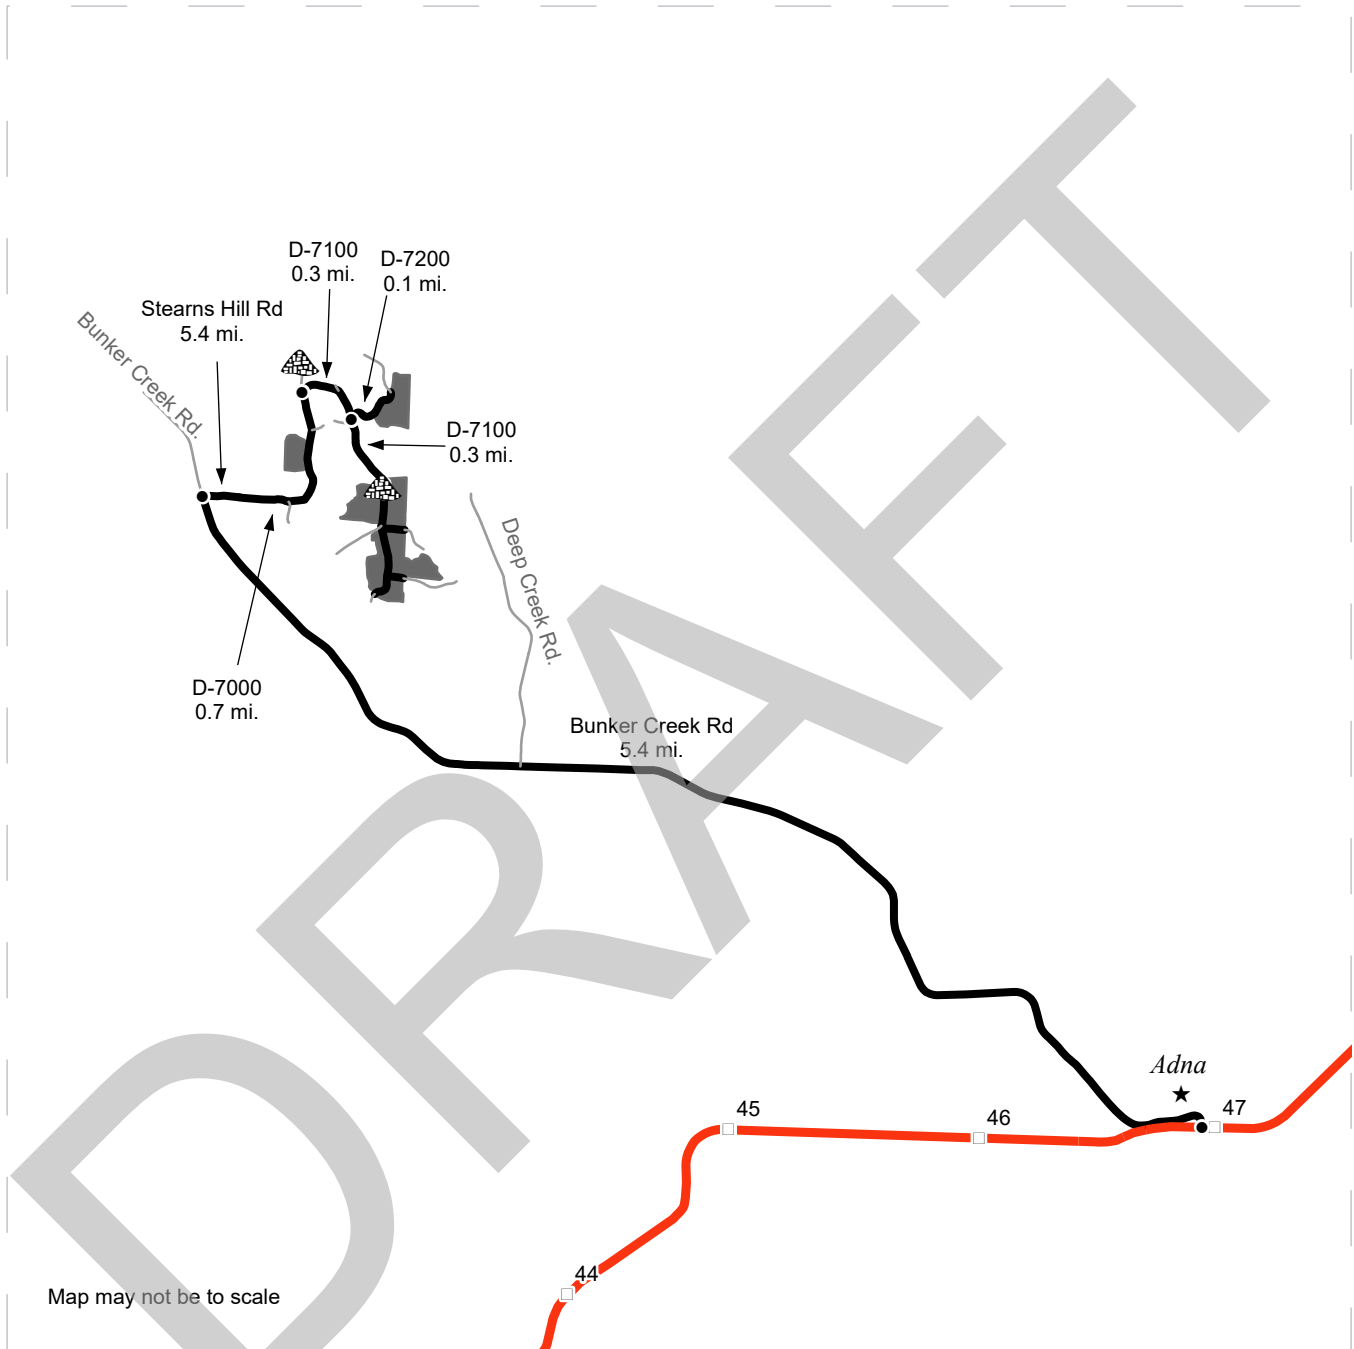 D-7100
0.3 mi.
D-7200
0.1 mi.
Stearns Hill Rd
5.4 mi.
Bunker Creek Rd.
D-7100
0.3 mi.
Deep Creek Rd.
D-7000
0.7 mi.
Bunker Creek Rd
5.4 mi.
Adna
45
46
47
44
Map may not be to scale
DRAFT